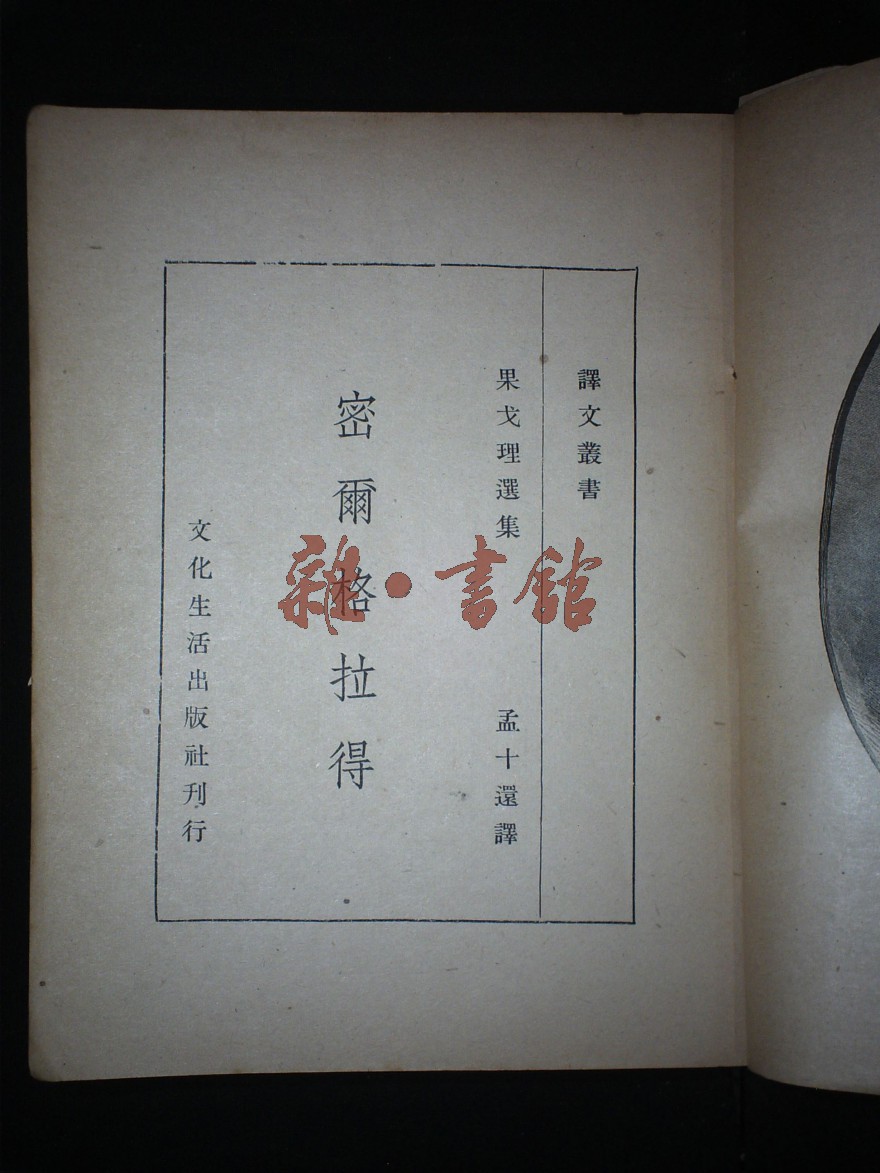 譯文叢書
果戈理選集 孟十還譯
密爾格拉得
文化生活出版社刊行
雜·書館